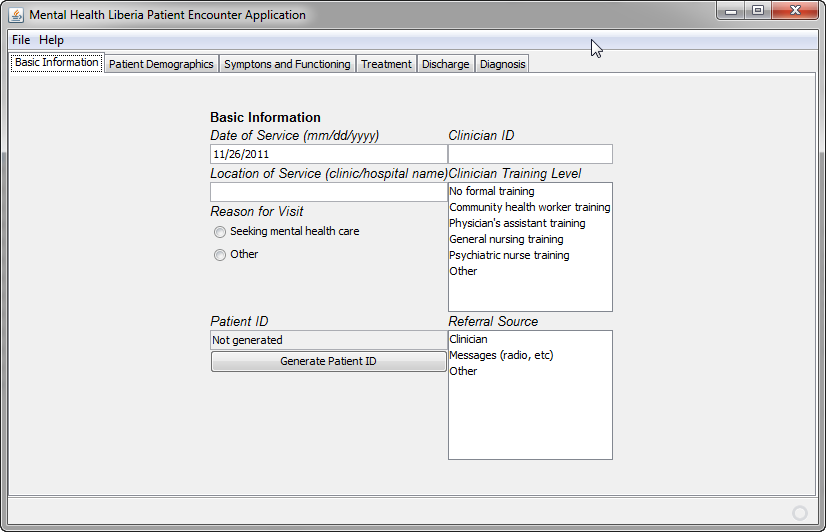 Mental Health Liberia Patient Encounter Application
File Help
Basic Information Patient Demographics Symptons and Functioning Treatment Discharge Diagnosis
Basic Information
Date of Service (mm/dd/yyyy) Clinician ID
11/26/2011
Location of Service (clinic/hospital name) Clinician Training Level
No formal training
Community health worker training
Physician's assistant training
General nursing training
Psychiatric nurse training
Other
Reason for Visit
Seeking mental health care
Other
Patient ID
Not generated
Generate Patient ID
Referral Source
Clinician
Messages (radio, etc)
Other